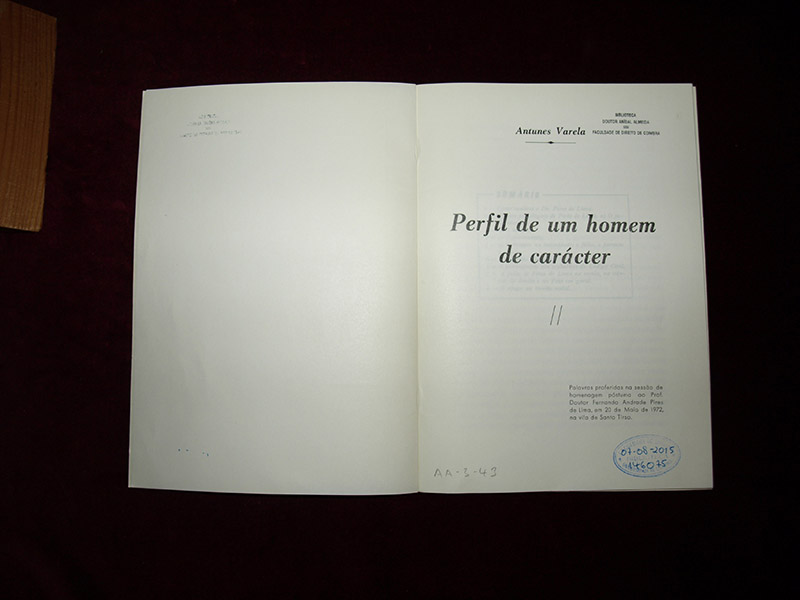 BIBLIOTECA
DOUTOR ANÍBAL ALMEIDA
FACULDADE DE DIREITO DE COIMBRA
Antunes Varela
Perfil de um homem
de carácter
//
Palavras proferidas na sessão de
homenagem póstuma ao Prof.
Doutor Fernando Andrade Pires
de Lima, em 20 de Maio de 1972,
na vila de Santo Tirso.
07-08-2015
146075
AA-3-43